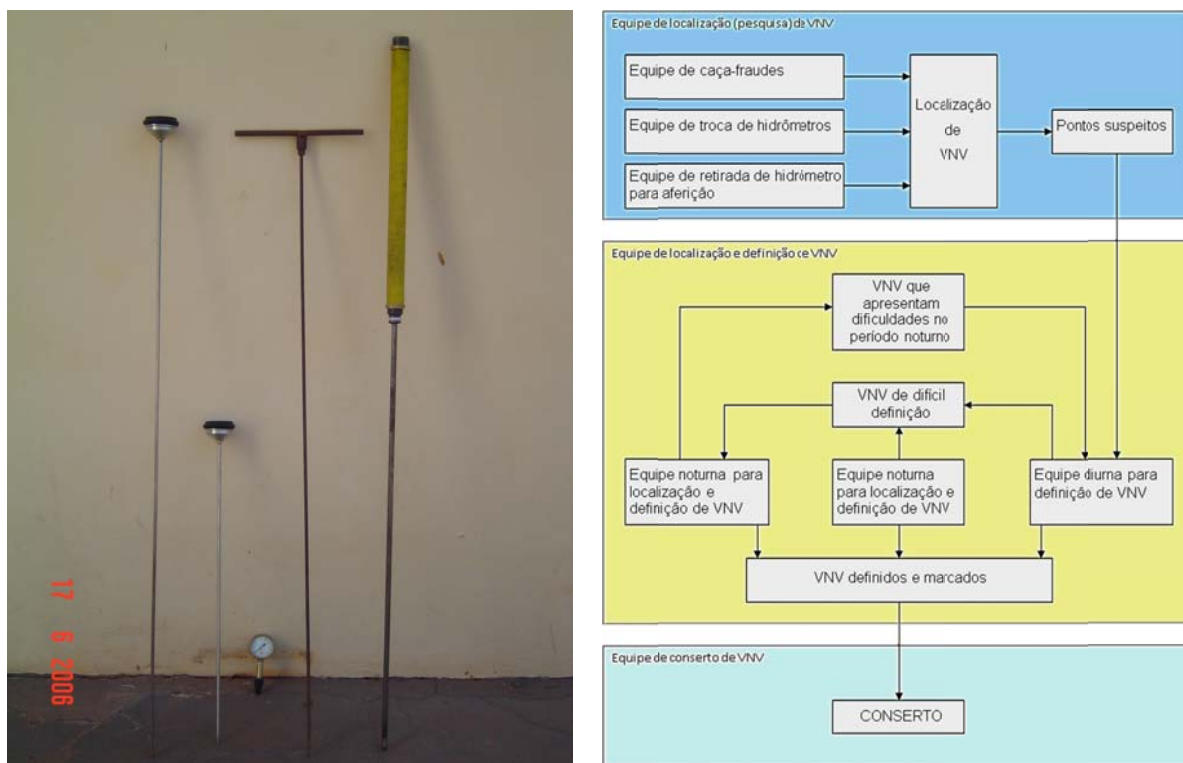 17 6 2006
Equipe de localização (pesquisa) de VNV
Equipe de caça-fraudes
Equipe de troca de hidrômetros
Equipe de retirada de hidrómetro
para aferição
Localização
de
VNV
Pontos suspeitos
Equipe de localização e definição ce VNV
VNV que
apresentam
dificuldades no
período noturno
VNV de difícil
definição
Equipe noturna para
localização e
definição de VNV
Equipe noturna
para localização e
definição de VNV
Equipe diurna para
definição de VNV
VNV definidos e marcados
Equipe de conserto de VNV
CONSERTO